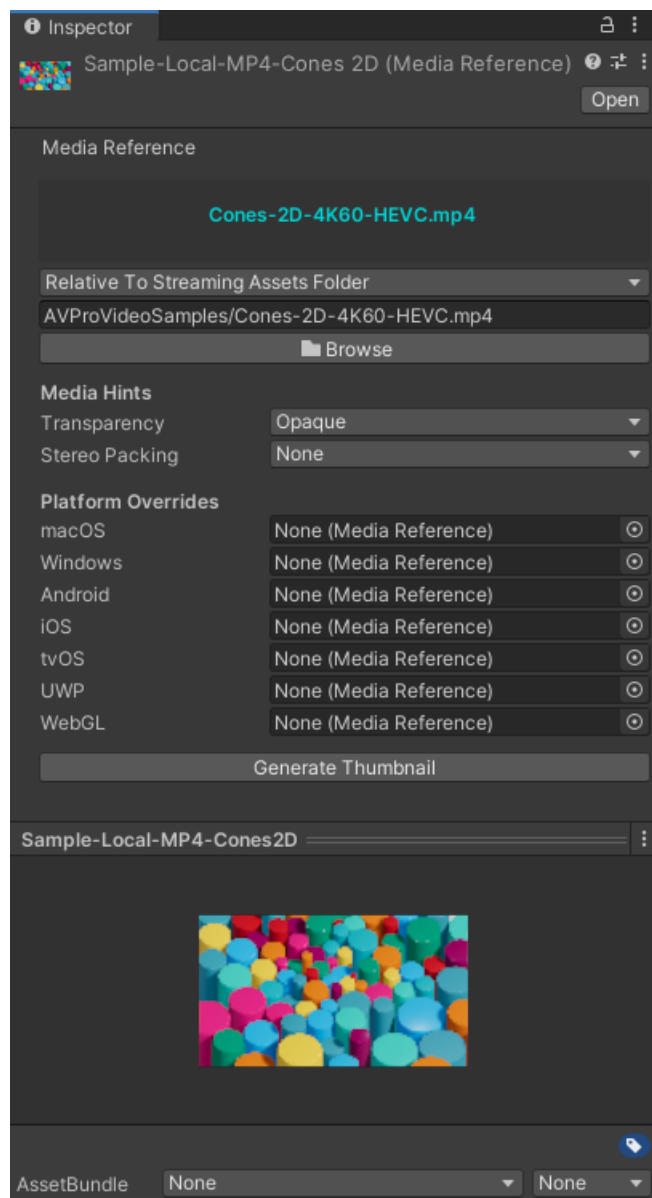 Inspector
Sample-Local-MP4-Cones 2D (Media Reference)
Open
Media Reference
Cones-2D-4K60-HEVC.mp4
Relative To Streaming Assets Folder
AVProVideoSamples/Cones-2D-4K60-HEVC.mp4
Browse
Media Hints
Transparency Opaque
Stereo Packing None
Platform Overrides
macOS None (Media Reference)
Windows None (Media Reference)
Android None (Media Reference)
iOS None (Media Reference)
tvOS None (Media Reference)
UWP None (Media Reference)
WebGL None (Media Reference)
Generate Thumbnail
Sample-Local-MP4-Cones2D
AssetBundle None None